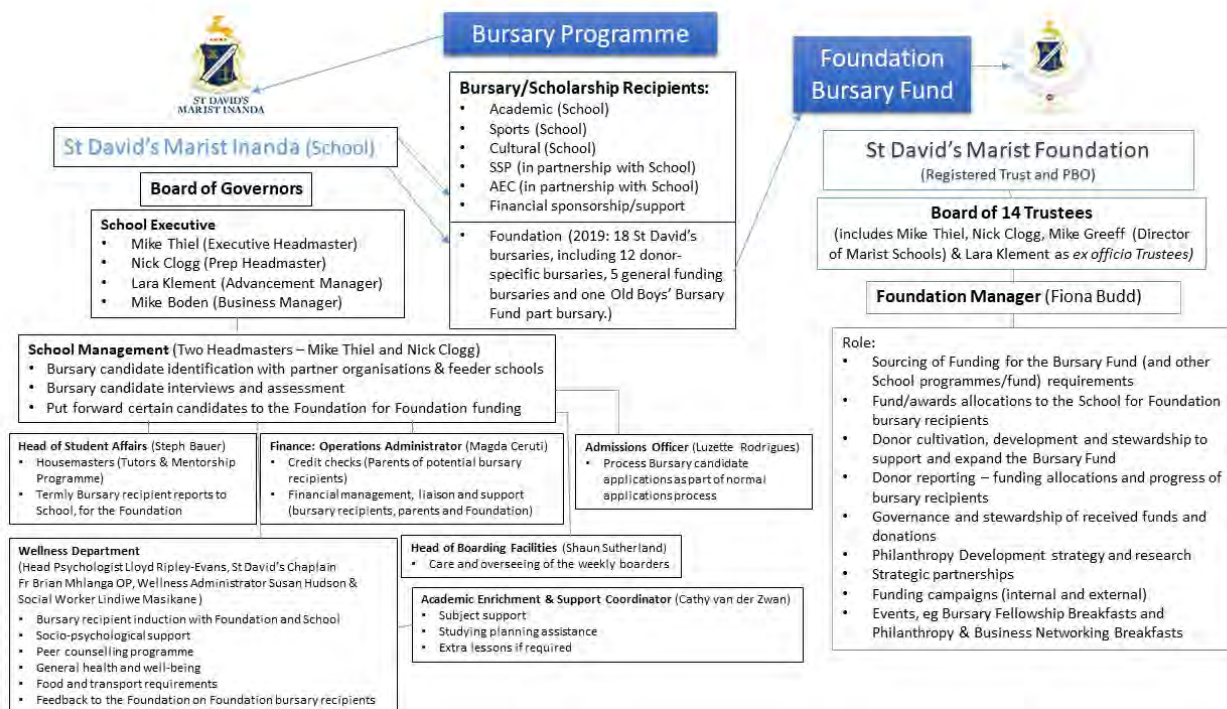 Bursary Programme
ST DAVID'S
MARIST INANDA
St David's Marist Inanda (School)
Board of Governors
School Executive
• Mike Thiel (Executive Headmaster)
• Nick Clogg (Prep Headmaster)
• Lara Klement (Advancement Manager)
• Mike Boden (Business Manager)
Bursary/Scholarship Recipients:
• Academic (School)
• Sports (School)
• Cultural (School)
• SSP (in partnership with School)
• AEC (in partnership with School)
• Financial sponsorship/support
• Foundation (2019: 18 St David's
bursaries, including 12 donor-
specific bursaries, 5 general funding
bursaries and one Old Boys' Bursary
Fund part bursary.)
Foundation
Bursary Fund
St David's Marist Foundation
(Registered Trust and PBO)
Board of 14 Trustees
(includes Mike Thiel, Nick Clogg, Mike Greeff (Director
of Marist Schools) & Lara Klement as ex officio Trustees)
Foundation Manager (Fiona Budd)
Role:
• Sourcing of Funding for the Bursary Fund (and other
School programmes/fund) requirements
• Fund/awards allocations to the School for Foundation
bursary recipients
• Donor cultivation, development and stewardship to
support and expand the Bursary Fund
• Donor reporting – funding allocations and progress of
bursary recipients
• Governance and stewardship of received funds and
donations
• Philanthropy Development strategy and research
• Strategic partnerships
• Funding campaigns (internal and external)
• Events, eg Bursary Fellowship Breakfasts and
Philanthropy & Business Networking Breakfasts
School Management (Two Headmasters – Mike Thiel and Nick Clogg)
• Bursary candidate identification with partner organisations & feeder schools
• Bursary candidate interviews and assessment
• Put forward certain candidates to the Foundation for Foundation funding
Head of Student Affairs (Steph Bauer)
• Housemasters (Tutors & Mentorship
Programme)
• Termly Bursary recipient reports to
School, for the Foundation
Finance: Operations Administrator (Magda Ceruti)
• Credit checks (Parents of potential bursary
recipients)
• Financial management, liaison and support
(bursary recipients, parents and Foundation)
Admissions Officer (Luzette Rodrigues)
• Process Bursary candidate
applications as part of normal
applications process
Wellness Department
(Head Psychologist Lloyd Ripley-Evans, St David's Chaplain
Fr Brian Mhlanga OP, Wellness Administrator Susan Hudson &
Social Worker Lindiwe Masikane)
• Bursary recipient induction with Foundation and School
• Socio-psychological support
• Peer counselling programme
• General health and well-being
• Food and transport requirements
• Feedback to the Foundation on Foundation bursary recipients
Head of Boarding Facilities (Shaun Sutherland)
• Care and overseeing of the weekly boarders
Academic Enrichment & Support Coordinator (Cathy van der Zwan)
• Subject support
• Studying planning assistance
• Extra lessons if required